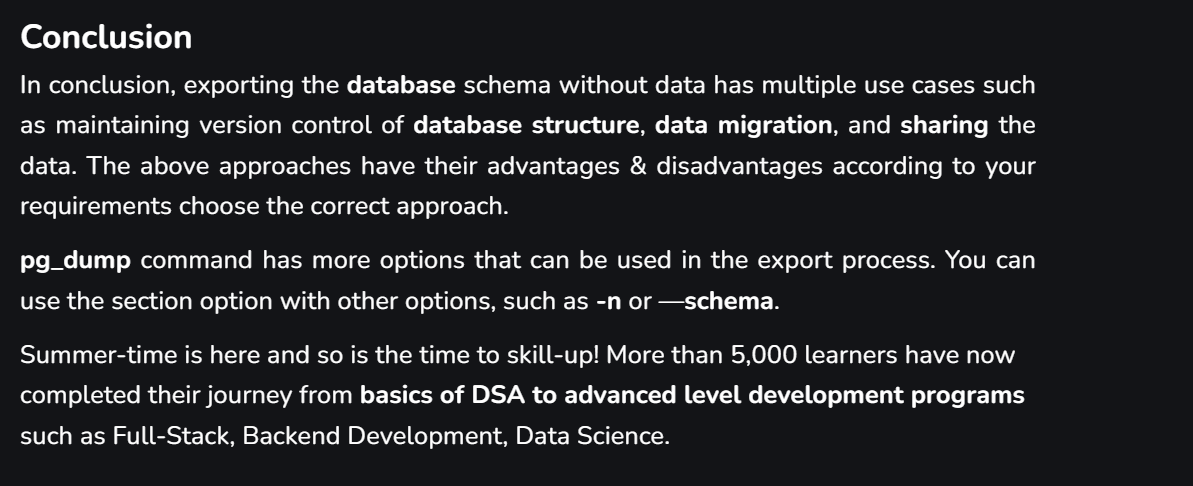 Conclusion
In conclusion, exporting the database schema without data has multiple use cases such
as maintaining version control of database structure, data migration, and sharing the
data. The above approaches have their advantages & disadvantages according to your
requirements choose the correct approach.
pg_dump command has more options that can be used in the export process. You can
use the section option with other options, such as -n or —schema.
Summer-time is here and so is the time to skill-up! More than 5,000 learners have now
completed their journey from basics of DSA to advanced level development programs
such as Full-Stack, Backend Development, Data Science.